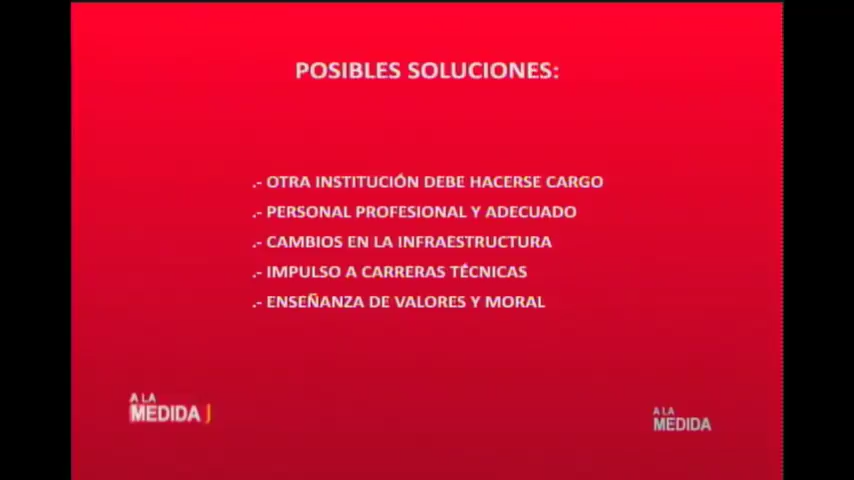 POSIBLES SOLUCIONES:
.- OTRA INSTITUCIÓN DEBE HACERSE CARGO
.- PERSONAL PROFESIONAL Y ADECUADO
.- CAMBIOS EN LA INFRAESTRUCTURA
.- IMPULSO A CARRERAS TÉCNICAS
.- ENSEÑANZA DE VALORES Y MORAL
A LA
MEDIDA
A LA
MEDIDA